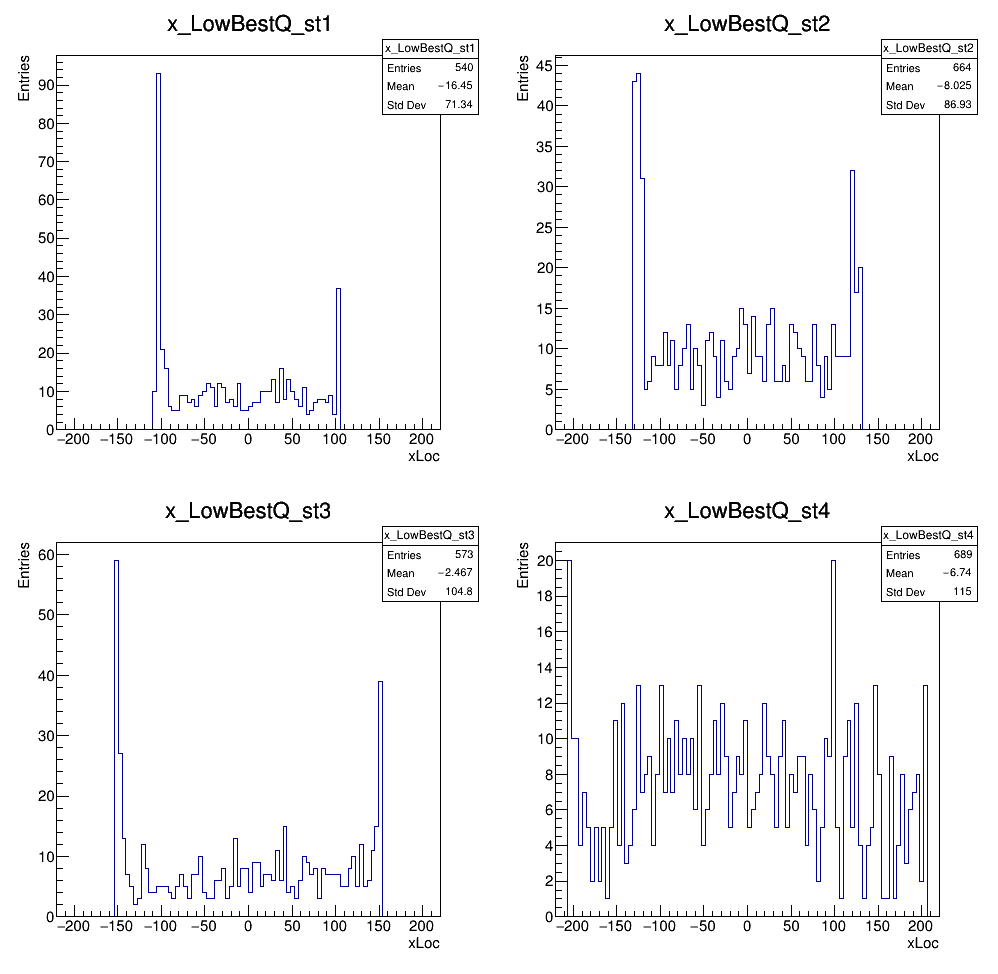 x_LowBestQ_st1
Entries
x_LowBestQ_st1
Entries 540
Mean −16.45
Std Dev 71.34
90
80
70
60
50
40
30
20
10
0
−200 −150 −100 −50 0 50 100 150 200
xLoc
x_LowBestQ_st2
Entries
x_LowBestQ_st2
Entries 664
Mean −8.025
Std Dev 86.93
45
40
35
30
25
20
15
10
5
0
−200 −150 −100 −50 0 50 100 150 200
xLoc
x_LowBestQ_st3
Entries
x_LowBestQ_st3
Entries 573
Mean −2.467
Std Dev 104.8
60
50
40
30
20
10
0
−200 −150 −100 −50 0 50 100 150 200
xLoc
x_LowBestQ_st4
Entries
x_LowBestQ_st4
Entries 689
Mean −6.74
Std Dev 115
20
18
16
14
12
10
8
6
4
2
0
−200 −150 −100 −50 0 50 100 150 200
xLoc